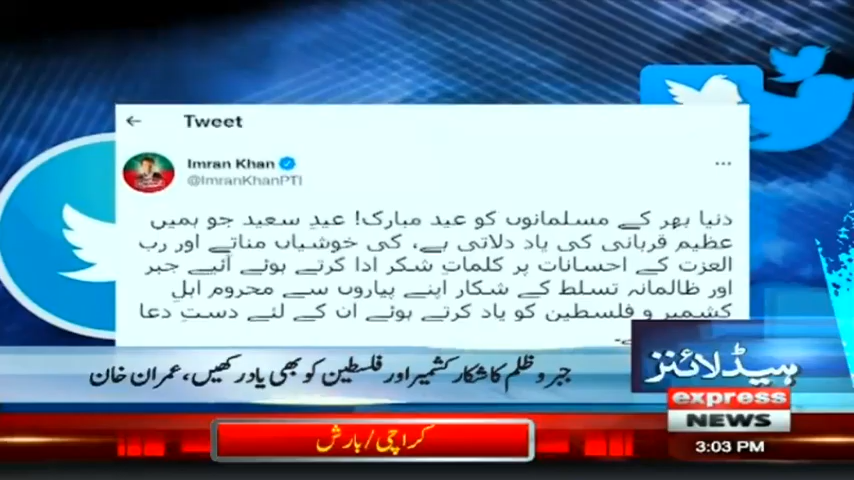 Tweet
Imran Khan
@ImranKhanPTI
دنیا بھر کے مسلمانوں کو عید مبارک! عیدِ سعید جو ہمیں
عظیم قربانی کی یاد دلاتی ہے، کی خوشیاں مناتے اور رب
العزت کے احسانات پر کلماتِ شکر ادا کرتے ہوئے آئیے جبر
اور ظالمانہ تسلط کے شکار اپنے پیاروں سے محروم اہلِ
کشمیر و فلسطین کو یاد کرتے ہوئے ان کے لئے دستِ دعا
جبر و ظلم کا شکار کشمیر اور فلسطین کو بھی یاد رکھیں، عمران خان
ہیڈلائنز
express
NEWS
3:03 PM
کراچی/بارش